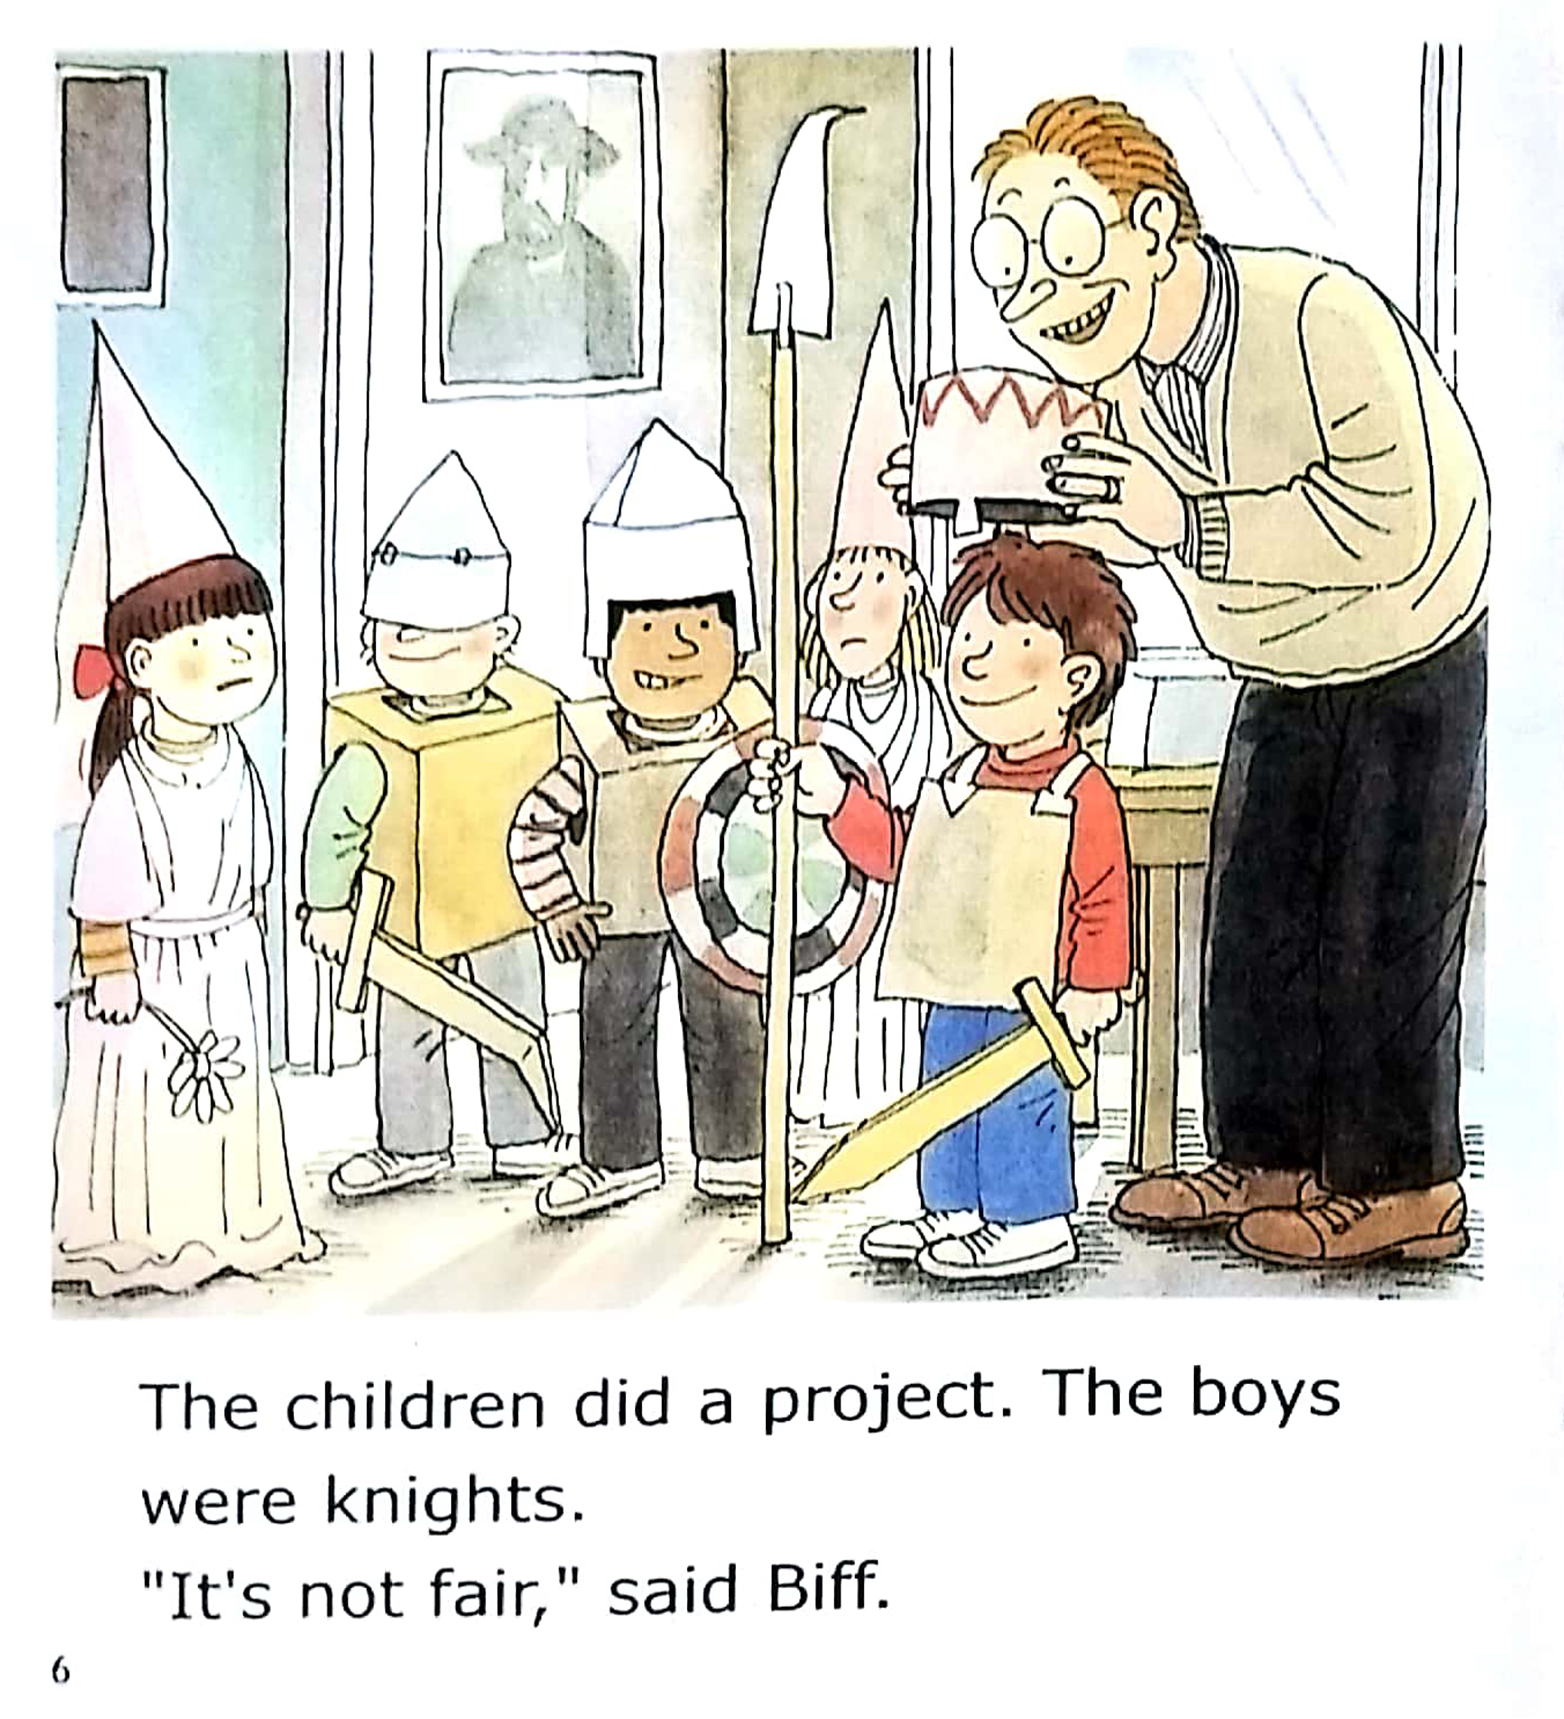 The children did a project. The boys
were knights.
"It's not fair," said Biff.
6